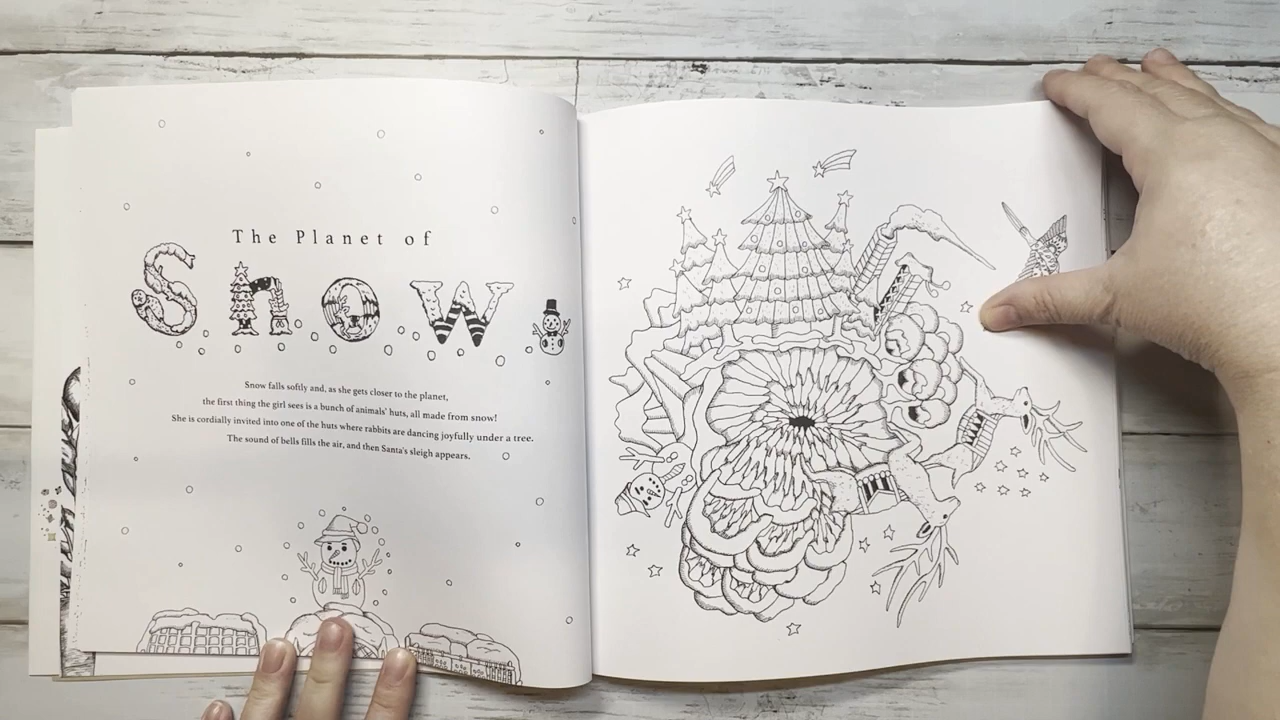 The Planet of
Snow
Snow falls softly and, as she gets closer to the planet,
the first thing the girl sees is a bunch of animals' huts, all made from snow!
She is cordially invited into one of the huts where rabbits are dancing joyfully under a tree.
The sound of bells fills the air, and then Santa's sleigh appears.